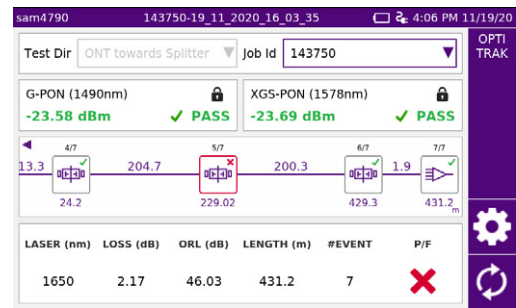 sam4790 143750-19_11_2020_16_03_35 4:06 PM 11/19/20
Test Dir ONT towards Splitter Job Id 143750
OPTI
TRAK
G-PON (1490nm) XGS-PON (1578nm)
-23.58 dBm ✓ PASS -23.69 dBm ✓ PASS
4/7 5/7 6/7 7/7
13.3 204.7 200.3 1.9
24.2 229.02 429.3 431.2
m
LASER (nm) LOSS (dB) ORL (dB) LENGTH (m) #EVENT P/F
1650 2.17 46.03 431.2 7